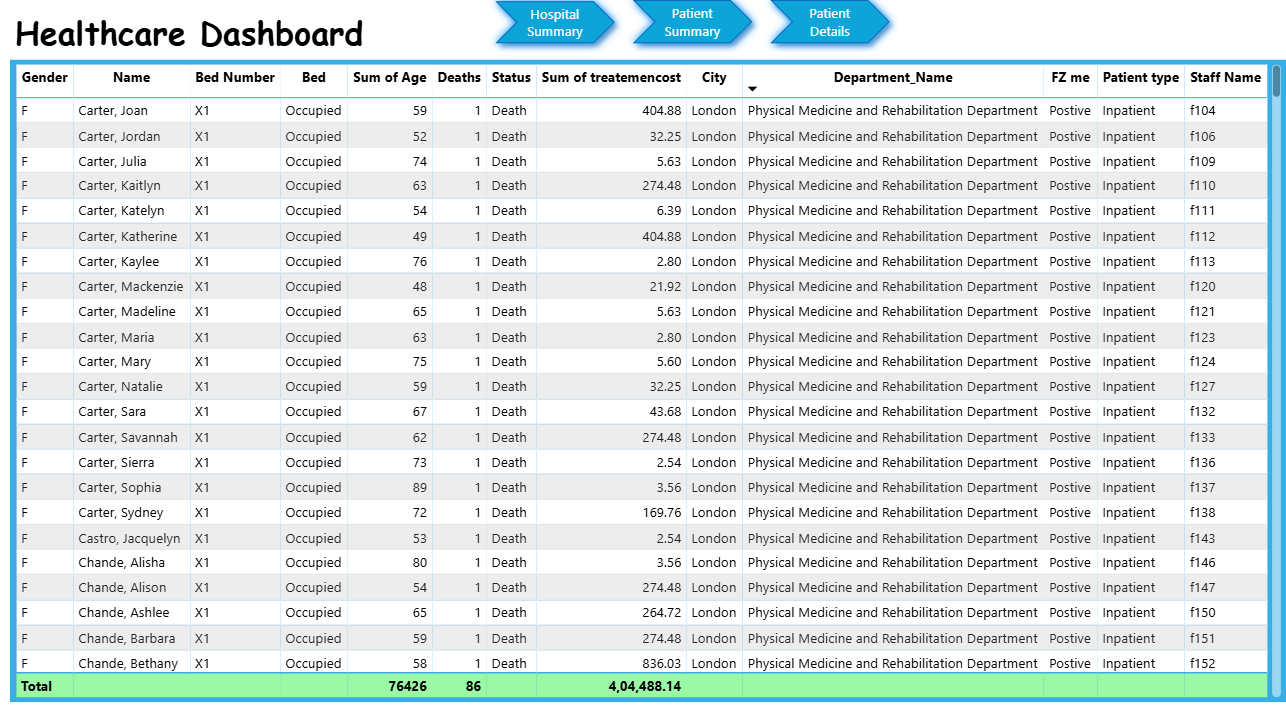 Healthcare Dashboard
Hospital Summary
Patient Summary
Patient Details
Gender Name Bed Number Bed Sum of Age Deaths Status Sum of treatemencost City Department_Name FZ me Patient type Staff Name
F Carter, Joan X1 Occupied 59 1 Death 404.88 London Physical Medicine and Rehabilitation Department Postive Inpatient f104
F Carter, Jordan X1 Occupied 52 1 Death 32.25 London Physical Medicine and Rehabilitation Department Postive Inpatient f106
F Carter, Julia X1 Occupied 74 1 Death 5.63 London Physical Medicine and Rehabilitation Department Postive Inpatient f109
F Carter, Kaitlyn X1 Occupied 63 1 Death 274.48 London Physical Medicine and Rehabilitation Department Postive Inpatient f110
F Carter, Katelyn X1 Occupied 54 1 Death 6.39 London Physical Medicine and Rehabilitation Department Postive Inpatient f111
F Carter, Katherine X1 Occupied 49 1 Death 404.88 London Physical Medicine and Rehabilitation Department Postive Inpatient f112
F Carter, Kaylee X1 Occupied 76 1 Death 2.80 London Physical Medicine and Rehabilitation Department Postive Inpatient f113
F Carter, Mackenzie X1 Occupied 48 1 Death 21.92 London Physical Medicine and Rehabilitation Department Postive Inpatient f120
F Carter, Madeline X1 Occupied 65 1 Death 5.63 London Physical Medicine and Rehabilitation Department Postive Inpatient f121
F Carter, Maria X1 Occupied 63 1 Death 2.80 London Physical Medicine and Rehabilitation Department Postive Inpatient f123
F Carter, Mary X1 Occupied 75 1 Death 5.60 London Physical Medicine and Rehabilitation Department Postive Inpatient f124
F Carter, Natalie X1 Occupied 59 1 Death 32.25 London Physical Medicine and Rehabilitation Department Postive Inpatient f127
F Carter, Sara X1 Occupied 67 1 Death 43.68 London Physical Medicine and Rehabilitation Department Postive Inpatient f132
F Carter, Savannah X1 Occupied 62 1 Death 274.48 London Physical Medicine and Rehabilitation Department Postive Inpatient f133
F Carter, Sierra X1 Occupied 73 1 Death 2.54 London Physical Medicine and Rehabilitation Department Postive Inpatient f136
F Carter, Sophia X1 Occupied 89 1 Death 3.56 London Physical Medicine and Rehabilitation Department Postive Inpatient f137
F Carter, Sydney X1 Occupied 72 1 Death 169.76 London Physical Medicine and Rehabilitation Department Postive Inpatient f138
F Castro, Jacquelyn X1 Occupied 53 1 Death 2.54 London Physical Medicine and Rehabilitation Department Postive Inpatient f143
F Chande, Alisha X1 Occupied 80 1 Death 3.56 London Physical Medicine and Rehabilitation Department Postive Inpatient f146
F Chande, Alison X1 Occupied 54 1 Death 274.48 London Physical Medicine and Rehabilitation Department Postive Inpatient f147
F Chande, Ashlee X1 Occupied 65 1 Death 264.72 London Physical Medicine and Rehabilitation Department Postive Inpatient f150
F Chande, Barbara X1 Occupied 59 1 Death 274.48 London Physical Medicine and Rehabilitation Department Postive Inpatient f151
F Chande, Bethany X1 Occupied 58 1 Death 836.03 London Physical Medicine and Rehabilitation Department Postive Inpatient f152
Total 76426 86 4,04,488.14